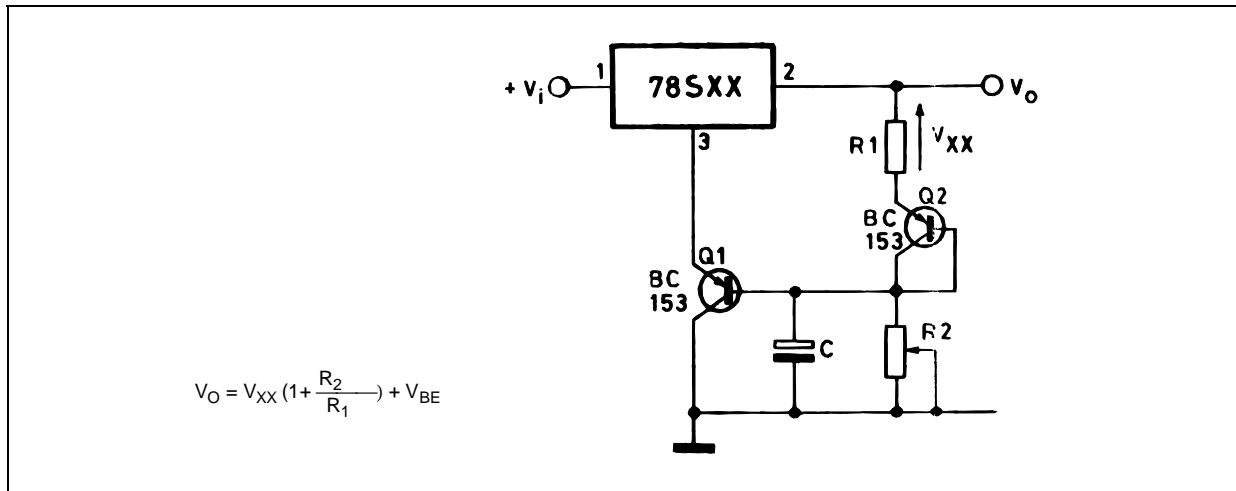 1
78SXX
2
+ Vi
VO
3
R1
VXX
Q2
BC
153
Q1
BC
153
C
R2
VO = VXX (1+ R2 / R1) + VBE